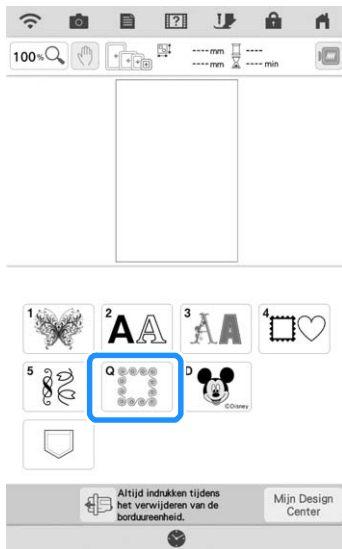 100%
---- mm ----
---- mm ---- min
1
2 AA
3 AA
4
5
Q
D
©Disney
Altijd indrukken tijdens
het verwijderen van de
borduureenheid.
Mijn Design
Center